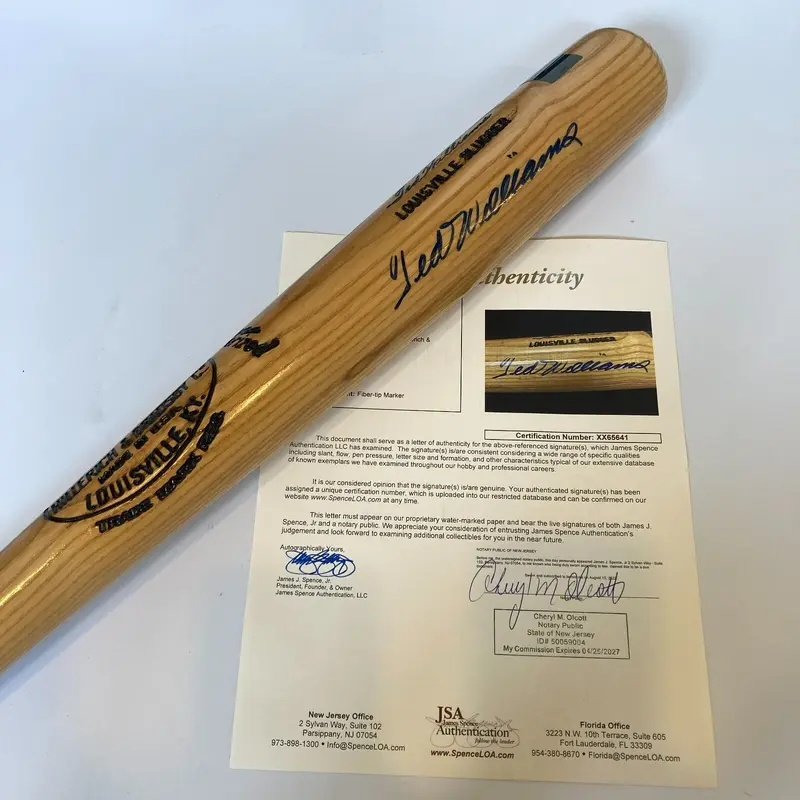 LOUISVILLE SLUGGER
Ted Williams
MADE IN U.S.A.
LOUISVILLE, KY.
uthenticity
rich &
nt: Fiber-tip Marker
LOUISVILLE SLUGGER
Ted Williams
Certification Number: XX65641
This document shall serve as a letter of authenticity for the above-referenced signature(s), which James Spence
Authentication LLC has examined. The signature(s) is/are consistent considering a wide range of specific qualities
including slant, flow, pen pressure, letter size and formation, and other characteristics typical of our extensive database
of known exemplars we have examined throughout our hobby and professional careers.
It is our considered opinion that the signature(s) is/are genuine. Your authenticated signature(s) has been
assigned a unique certification number, which is uploaded into our restricted database and can be confirmed on our
website www.SpenceLOA.com at any time.
This letter must appear on our proprietary water-marked paper and bear the live signatures of both James J.
Spence, Jr and a notary public. We appreciate your consideration of entrusting James Spence Authentication's
judgement and look forward to examining additional collectibles for you in the near future.
Autographically Yours,
James J. Spence, Jr.
President, Founder, & Owner
James Spence Authentication, LLC
NOTARY PUBLIC OF NEW JERSEY
Cheryl M Olcott
Cheryl M. Olcott
Notary Public
State of New Jersey
ID# 50059004
My Commission Expires 04/25/2027
New Jersey Office
2 Sylvan Way, Suite 102
Parsippany, NJ 07054
973-898-1300 • Info@SpenceLOA.com
JSA
James Spence
Authentication
follow the leader
www.SpenceLOA.com
Florida Office
3223 N.W. 10th Terrace, Suite 605
Fort Lauderdale, FL 33309
954-380-8670 • Florida@SpenceLOA.com